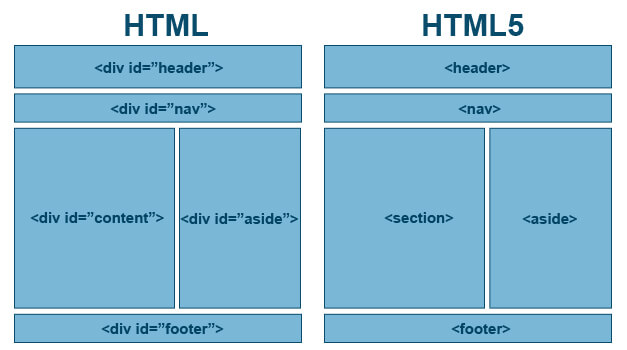 HTML
<div id=”header”>
<div id=”nav”>
<div id=”content”>
<div id=”aside”>
<div id=”footer”>
HTML5
<header>
<nav>
<section>
<aside>
<footer>